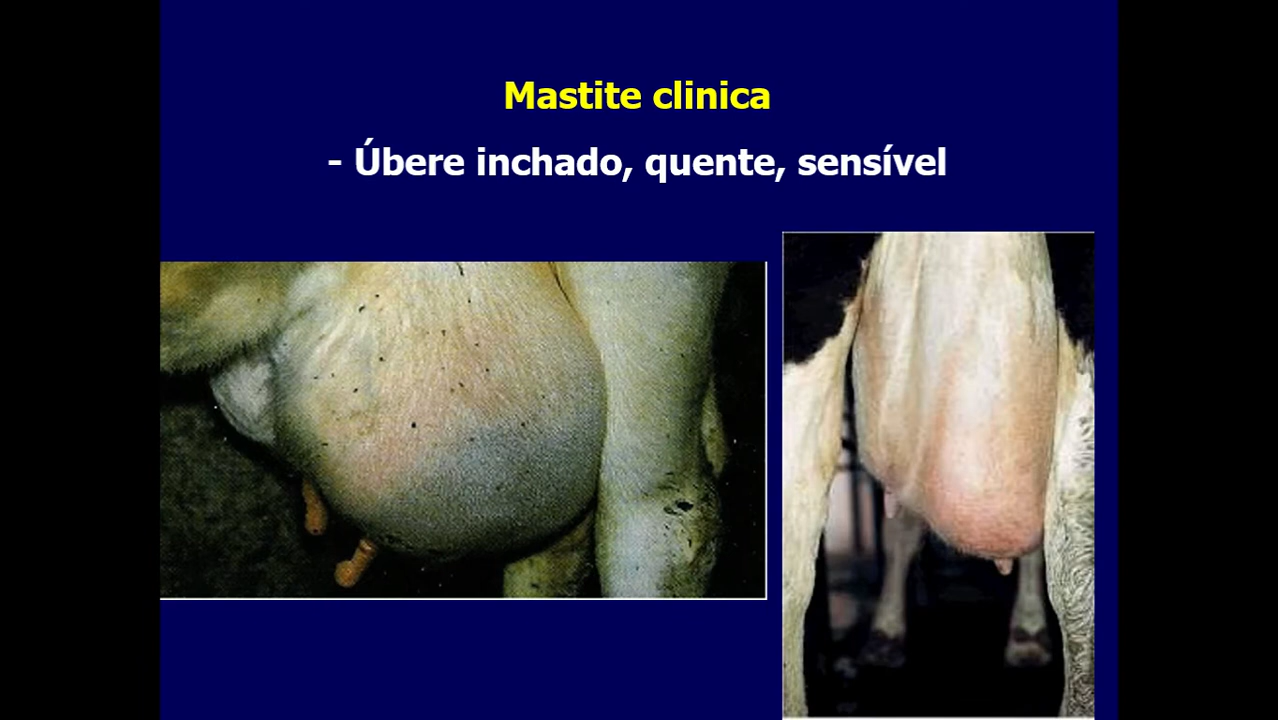 Mastite clinica
- Úbere inchado, quente, sensível